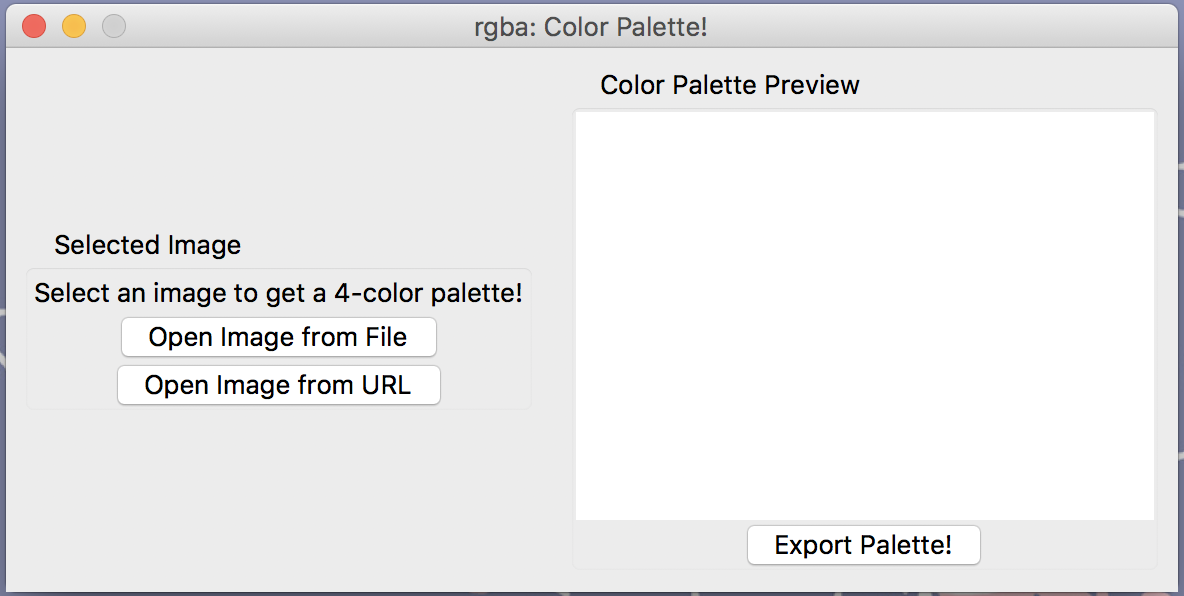 rgba: Color Palette!
Color Palette Preview
Selected Image
Select an image to get a 4-color palette!
Open Image from File
Open Image from URL
Export Palette!